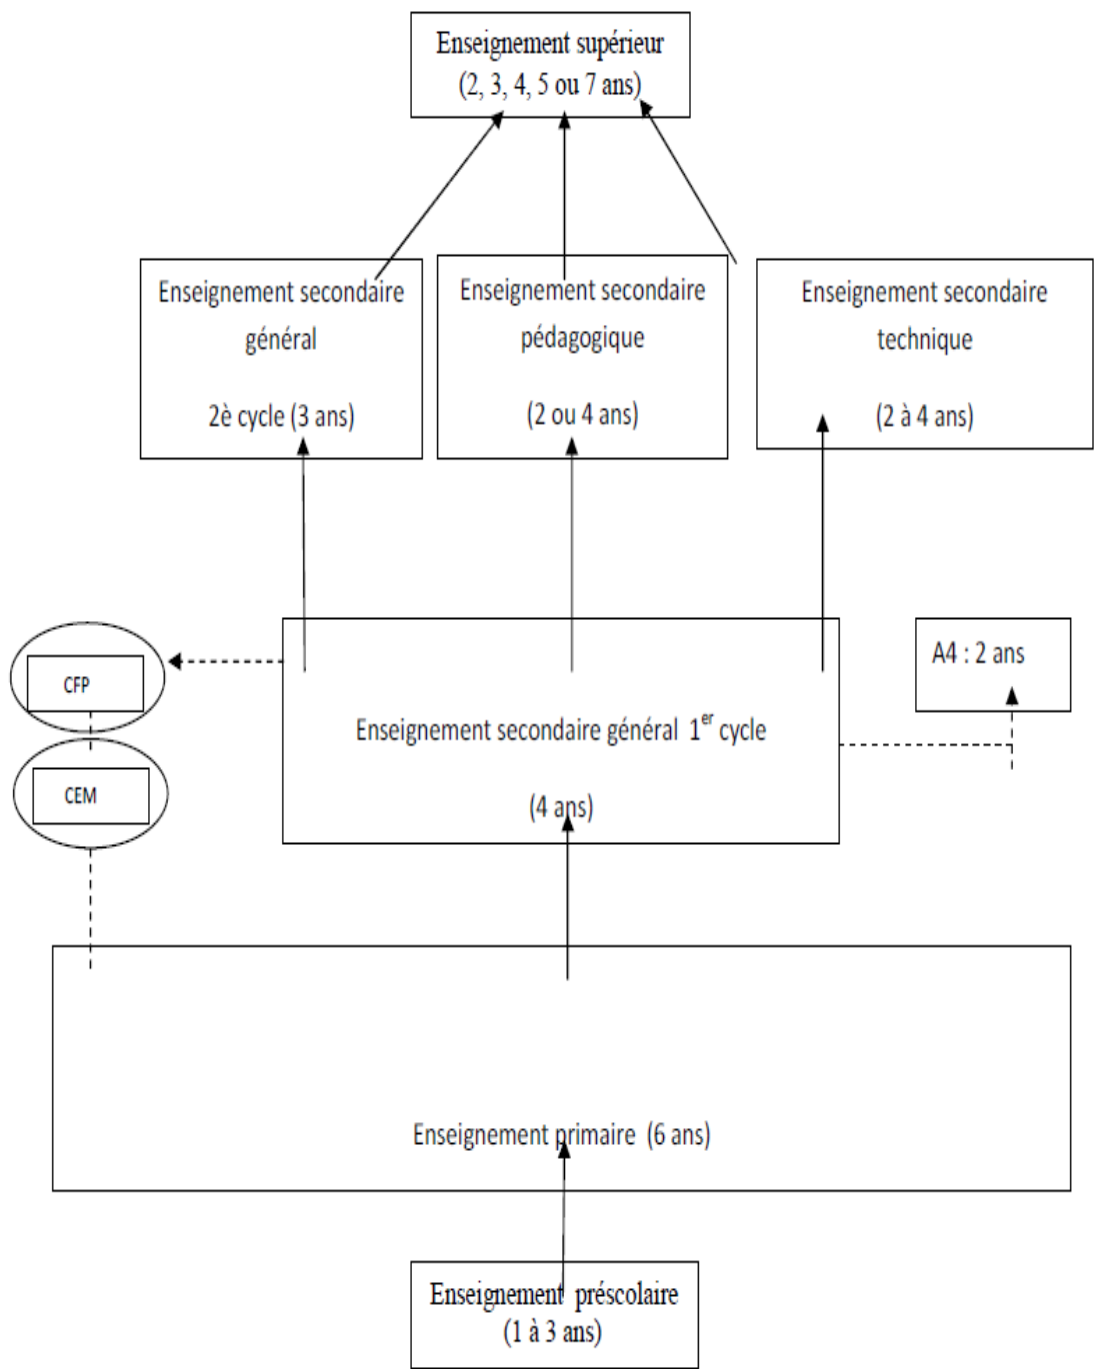 Enseignement supérieur
(2, 3, 4, 5 ou 7 ans)
Enseignement secondaire
général
2è cycle (3 ans)
Enseignement secondaire
pédagogique
(2 ou 4 ans)
Enseignement secondaire
technique
(2 à 4 ans)
CFP
CEM
Enseignement secondaire général 1er cycle
(4 ans)
A4 : 2 ans
Enseignement primaire (6 ans)
Enseignement préscolaire
(1 à 3 ans)